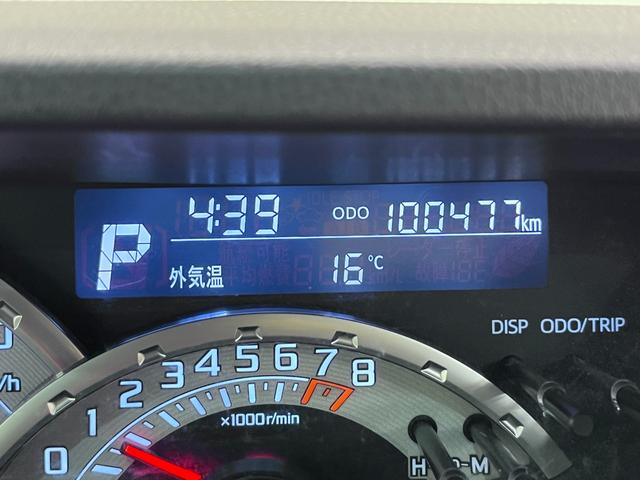 4:39 ODO 100477km
P
外気温 16℃
DISP ODO/TRIP
0 1 2 3 4 5 6 7 8
×1000r/min
/h